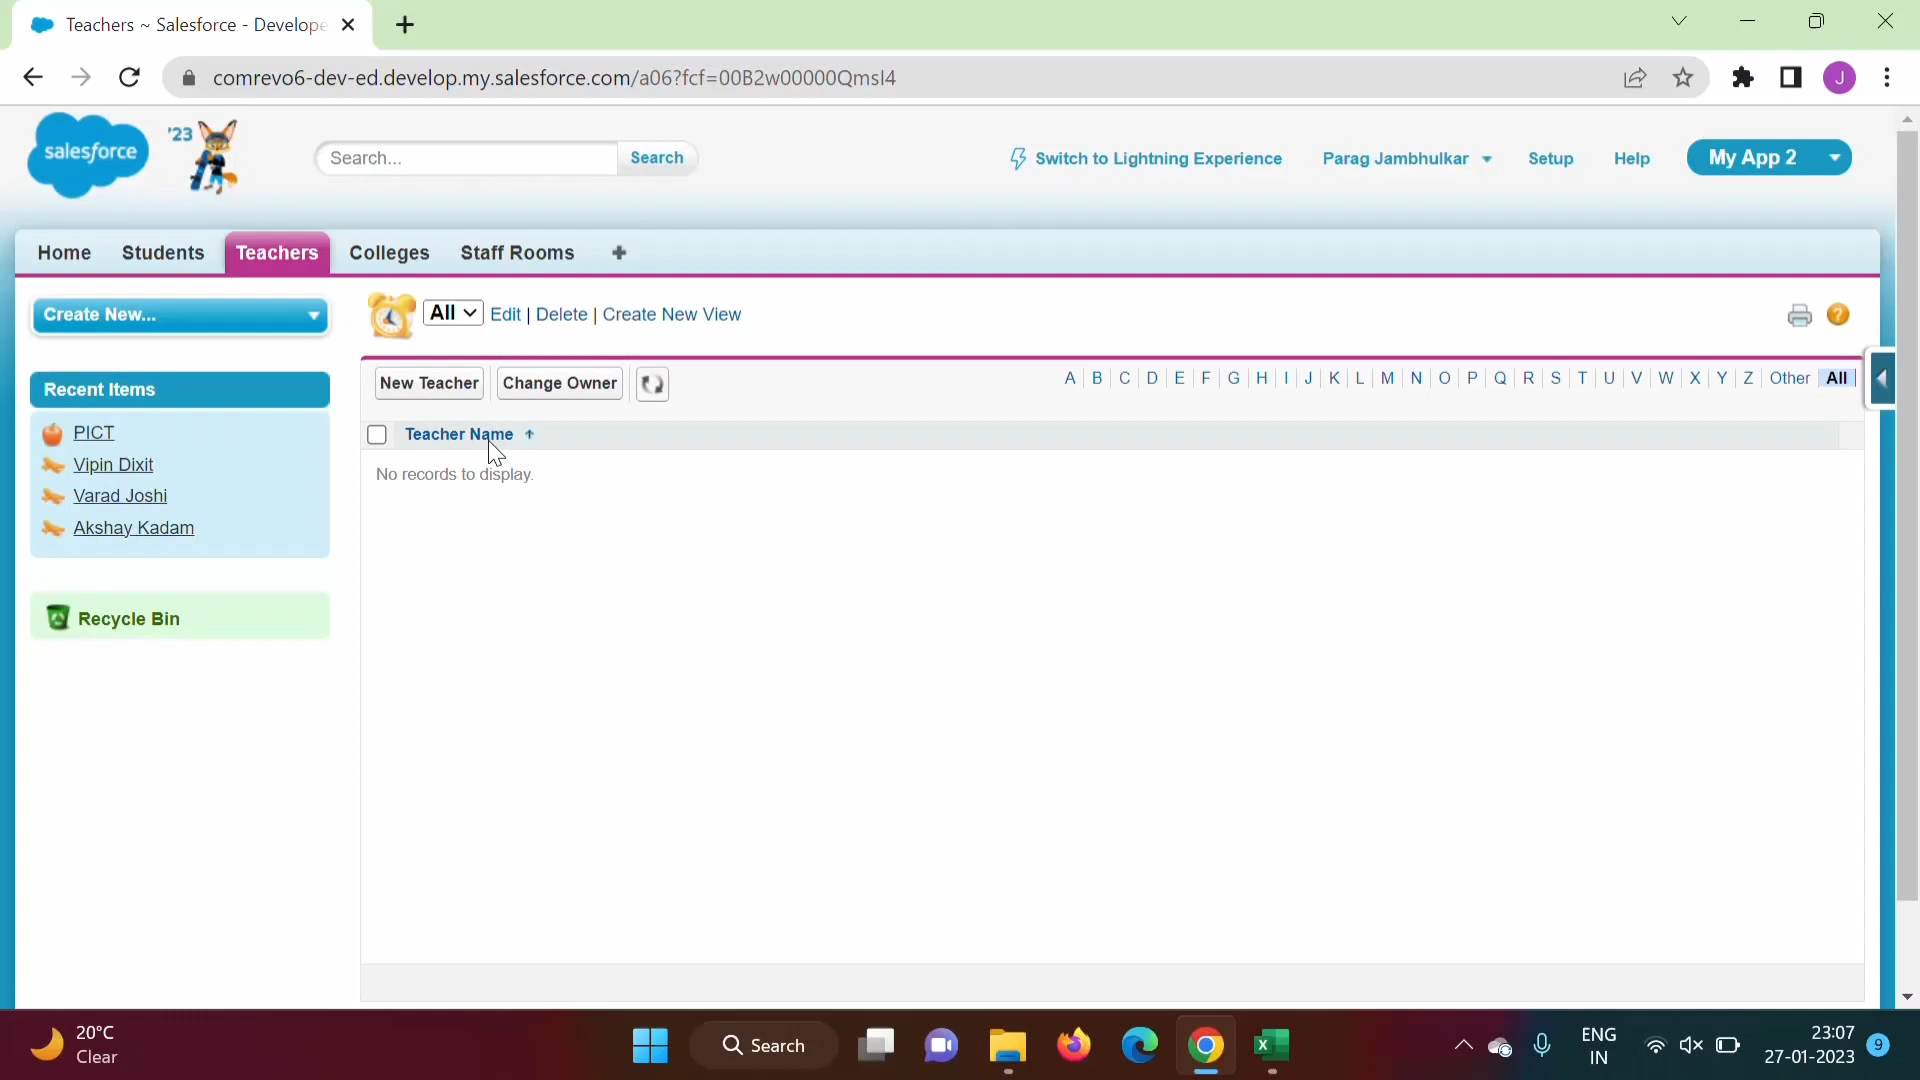 Teachers ~ Salesforce - Develope
comrevo6-dev-ed.develop.my.salesforce.com/a06?fcf=00B2w00000Qmsl4
J
salesforce
'23
Search...
Search
Switch to Lightning Experience
Parag Jambhulkar
Setup
Help
My App 2
Home
Students
Teachers
Colleges
Staff Rooms
Create New...
All
Edit | Delete | Create New View
Recent Items
PICT
Vipin Dixit
Varad Joshi
Akshay Kadam
Recycle Bin
New Teacher
Change Owner
A | B | C | D | E | F | G | H | I | J | K | L | M | N | O | P | Q | R | S | T | U | V | W | X | Y | Z | Other | All
Teacher Name
No records to display.
20°C
Clear
Search
ENG
IN
23:07
27-01-2023
9